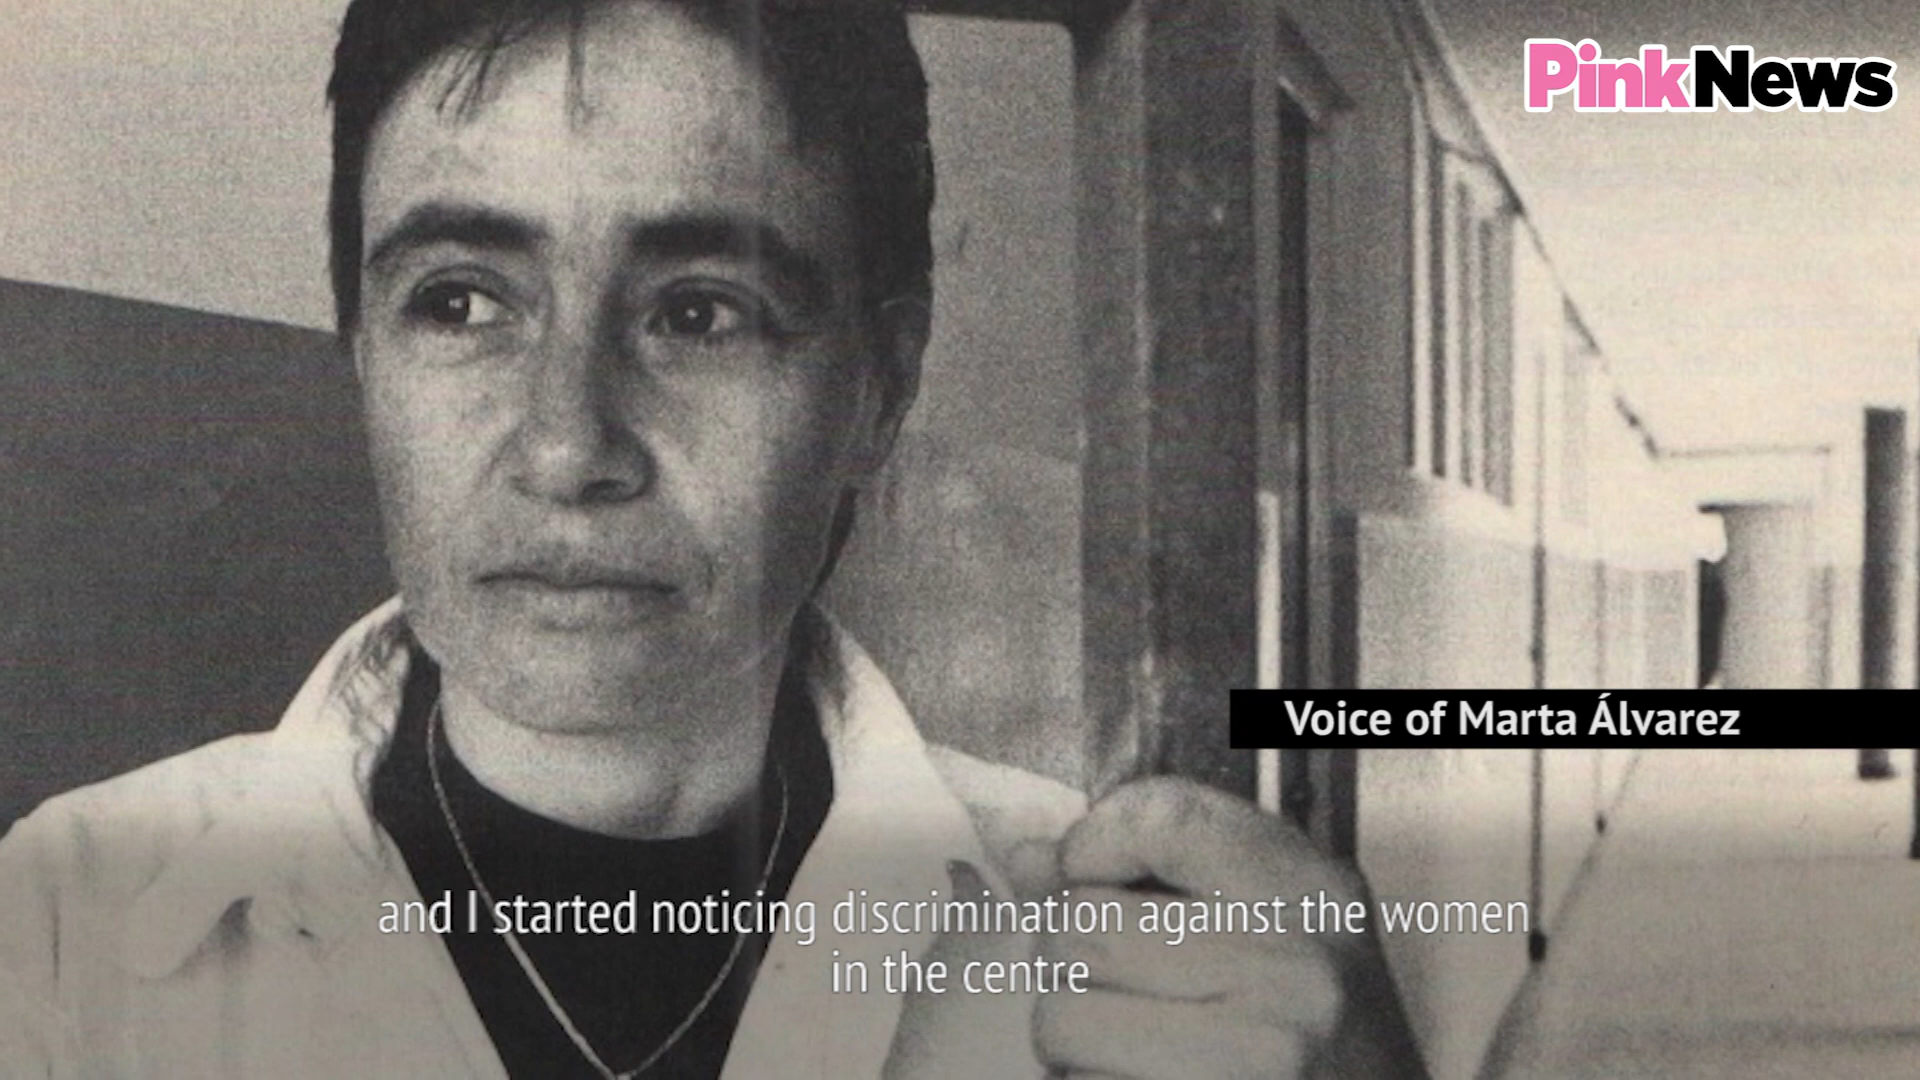 PinkNews
Voice of Marta Álvarez
and I started noticing discrimination against the women
in the centre